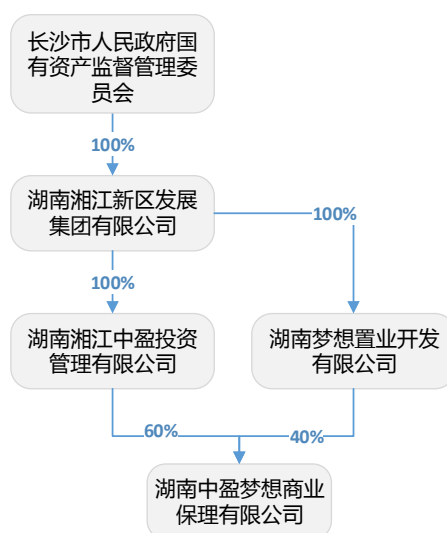 长沙市人民政府国
有资产监督管理委
员会
100%
湖南湘江新区发展
集团有限公司
100%
100%
湖南湘江中盈投资
管理有限公司
湖南梦想置业开发
有限公司
60%
40%
湖南中盈梦想商业
保理有限公司